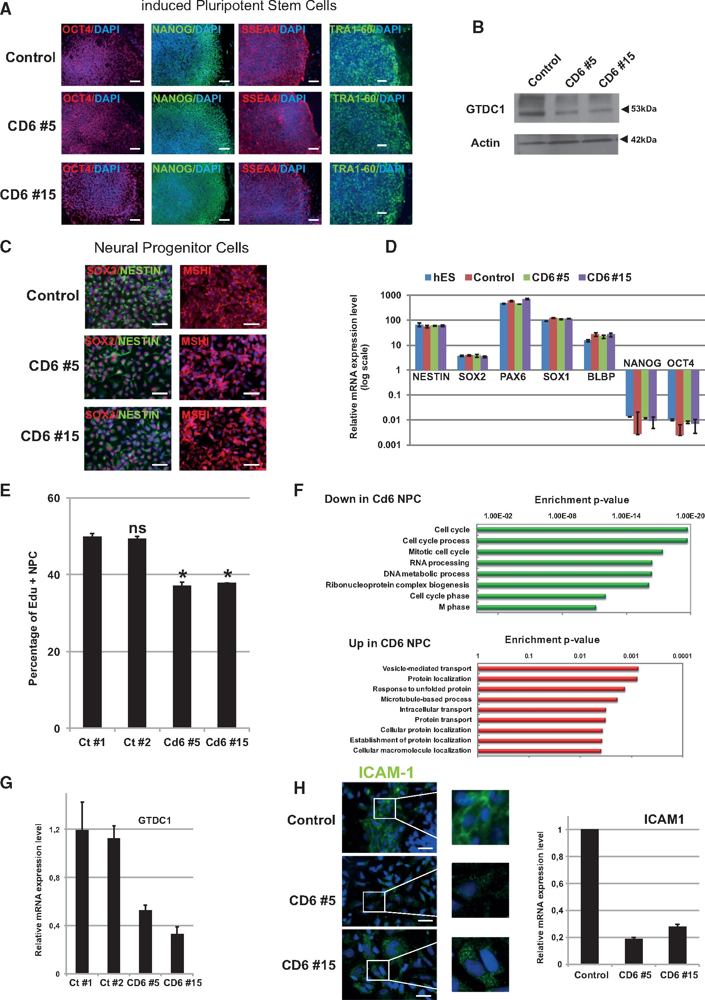 A
induced Pluripotent Stem Cells
OCT4/DAPI NANOG/DAPI SSEA4/DAPI TRA1-60/DAPI
Control
OCT4/DAPI NANOG/DAPI SSEA4/DAPI TRA1-60/DAPI
CD6 #5
OCT4/DAPI NANOG/DAPI SSEA4/DAPI TRA1-60/DAPI
CD6 #15
B
Control CD6 #5 CD6 #15
GTDC1 53kDa
Actin 42kDa
C
Neural Progenitor Cells
SOX2/NESTIN MSHI
Control
SOX2/NESTIN MSHI
CD6 #5
SOX2/NESTIN MSHI
CD6 #15
D
hES Control CD6 #5 CD6 #15
Relative mRNA expression level
(log scale)
1000
100
10
1
0.1
0.01
0.001
NESTIN SOX2 PAX6 SOX1 BLBP NANOG OCT4
E
Percentage of Edu + NPC
60
40
20
0
ns
*
*
Ct #1 Ct #2 Cd6 #5 Cd6 #15
F
Down in Cd6 NPC
Enrichment p-value
1.00E-02 1.00E-08 1.00E-14 1.00E-20
Cell cycle
Cell cycle process
Mitotic cell cycle
RNA processing
DNA metabolic process
Ribonucleoprotein complex biogenesis
Cell cycle phase
M phase
Up in CD6 NPC
Enrichment p-value
1 0.1 0.01 0.001 0.0001
Vesicle-mediated transport
Protein localization
Response to unfolded protein
Microtubule-based process
Intracellular transport
Protein transport
Cellular protein localization
Establishment of protein localization
Cellular macromolecule localization
G
GTDC1
Relative mRNA expression level
1,2
0,8
0,4
0
Ct #1 Ct #2 CD6 #5 CD6 #15
H
ICAM-1
Control
CD6 #5
CD6 #15
ICAM1
Relative mRNA expression level
1
0,8
0,6
0,4
0,2
0
Control CD6 #5 CD6 #15